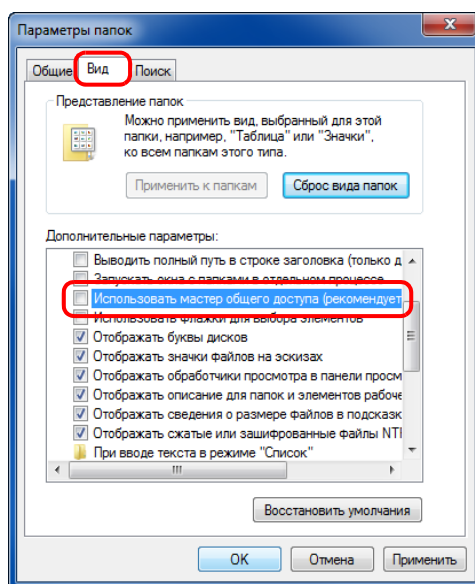 Параметры папок
Общие Вид Поиск
Представление папок
Можно применить вид, выбранный для этой
папки, например, "Таблица" или "Значки",
ко всем папкам этого типа.
Применить к папкам Сброс вида папок
Дополнительные параметры:
Выводить полный путь в строке заголовка (только д
Запускать окна с папками в отдельном процессе
Использовать мастер общего доступа (рекомендует
Использовать флажки для выбора элементов
Отображать буквы дисков
Отображать значки файлов на эскизах
Отображать обработчики просмотра в панели просм
Отображать описание для папок и элементов рабоче
Отображать сведения о размере файлов в подсказк
Отображать сжатые или зашифрованные файлы NTF
При вводе текста в режиме "Список"
Восстановить умолчания
OK Отмена Применить